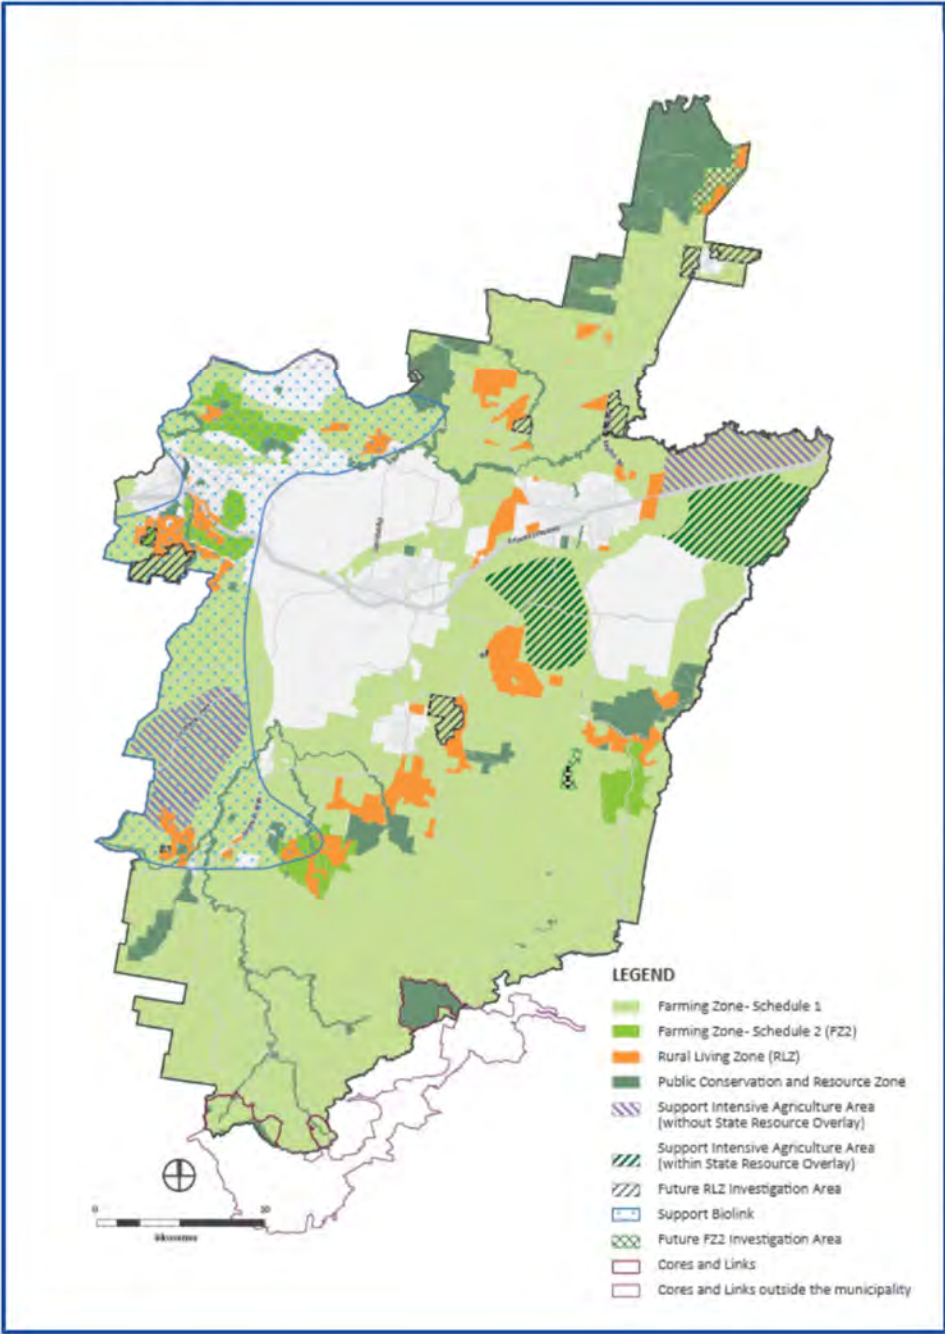 LEGEND
Farming Zone- Schedule 1
Farming Zone- Schedule 2 (FZ2)
Rural Living Zone (RLZ)
Public Conservation and Resource Zone
Support Intensive Agriculture Area
(without State Resource Overlay)
Support Intensive Agriculture Area
(within State Resource Overlay)
Future RLZ Investigation Area
Support Biolink
Future FZ2 Investigation Area
Cores and Links
Cores and Links outside the municipality
0